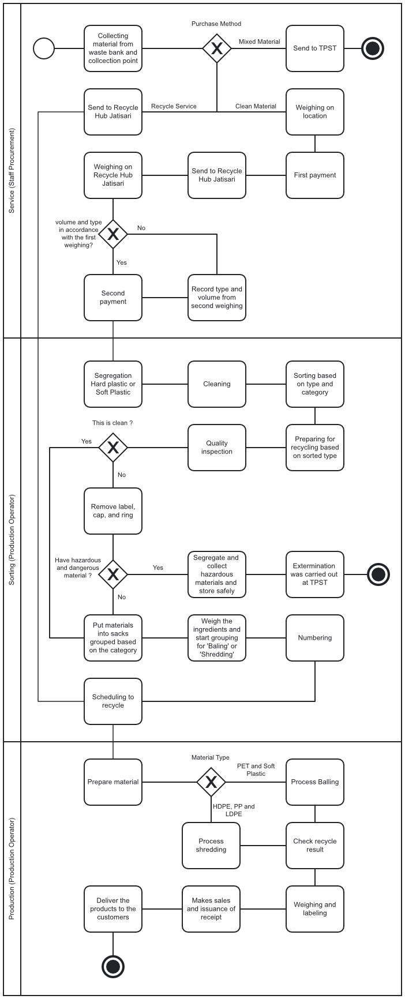 Service (Staff Procurement)
Purchase Method
Collecting
material from
waste bank and
collcection point
X
Mixed Material
Send to TPST
Send to Recycle
Hub Jatisari
Recycle Service
Clean Material
Weighing on
location
Weighing on
Recycle Hub
Jatisari
Send to Recycle
Hub Jatisari
First payment
volume and type
in accordance
with the first
weighing?
X
No
Yes
Second
payment
Record type and
volume from
second weighing
Sorting (Production Operator)
Segregation
Hard plastic or
Soft Plastic
Cleaning
Sorting based
on type and
category
This is clean ?
Yes
X
Quality
inspection
Preparing for
recycling based
on sorted type
No
Remove label,
cap, and ring
Have hazardous
and dangerous
material ?
X
Yes
Segregate and
collect
hazardous
materials and
store safely
Extermination
was carried out
at TPST
No
Put materials
into sacks
grouped based
on the category
Weigh the
ingredients and
start grouping
for 'Baling' or
'Shredding'
Numbering
Scheduling to
recycle
Production (Production Operator)
Prepare material
Material Type
X
PET and Soft
Plastic
Process Balling
HDPE, PP and
LDPE
Process
shredding
Check recycle
result
Deliver the
products to the
customers
Makes sales
and issuance of
receipt
Weighing and
labeling